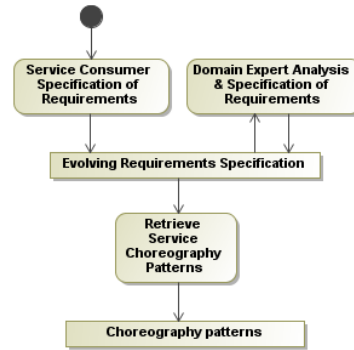 Service Consumer
Specification of
Requirements
Domain Expert Analysis
& Specification of
Requirements
Evolving Requirements Specification
Retrieve
Service
Choreography
Patterns
Choreography patterns